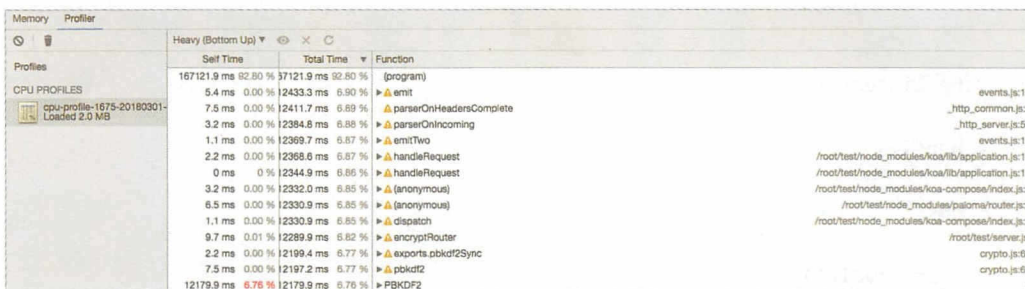 Memory Profiler
Heavy (Bottom Up) ▼
Profiles
CPU PROFILES
cpu-profile-1675-20180301-
Loaded 2.0 MB
Self Time Total Time ▼ Function
167121.9 ms 92.80 % 37121.9 ms 92.80 % (program)
5.4 ms 0.00 % 12433.3 ms 6.90 % ▶ emit events.js:1
7.5 ms 0.00 % 12411.7 ms 6.89 % parserOnHeadersComplete _http_common.js:
3.2 ms 0.00 % 12384.8 ms 6.88 % ▶ parserOnIncoming _http_server.js:5
1.1 ms 0.00 % 12369.7 ms 6.87 % ▶ emitTwo events.js:1
2.2 ms 0.00 % 12368.6 ms 6.87 % ▶ handleRequest /root/test/node_modules/koa/lib/application.js:1
0 ms 0 % 12344.9 ms 6.86 % ▶ handleRequest /root/test/node_modules/koa/lib/application.js:1
3.2 ms 0.00 % 12332.0 ms 6.85 % ▶ (anonymous) /root/test/node_modules/koa-compose/index.js:
6.5 ms 0.00 % 12330.9 ms 6.85 % ▶ (anonymous) /root/test/node_modules/paloma/router.js:
1.1 ms 0.00 % 12330.9 ms 6.85 % ▶ dispatch /root/test/node_modules/koa-compose/index.js:
9.7 ms 0.01 % 12289.9 ms 6.82 % ▶ encryptRouter /root/test/server.js
2.2 ms 0.00 % 12199.4 ms 6.77 % ▶ exports.pbkdf2Sync crypto.js:6
7.5 ms 0.00 % 12197.2 ms 6.77 % ▶ pbkdf2 crypto.js:6
12179.9 ms 6.76 % 12179.9 ms 6.76 % ▶ PBKDF2